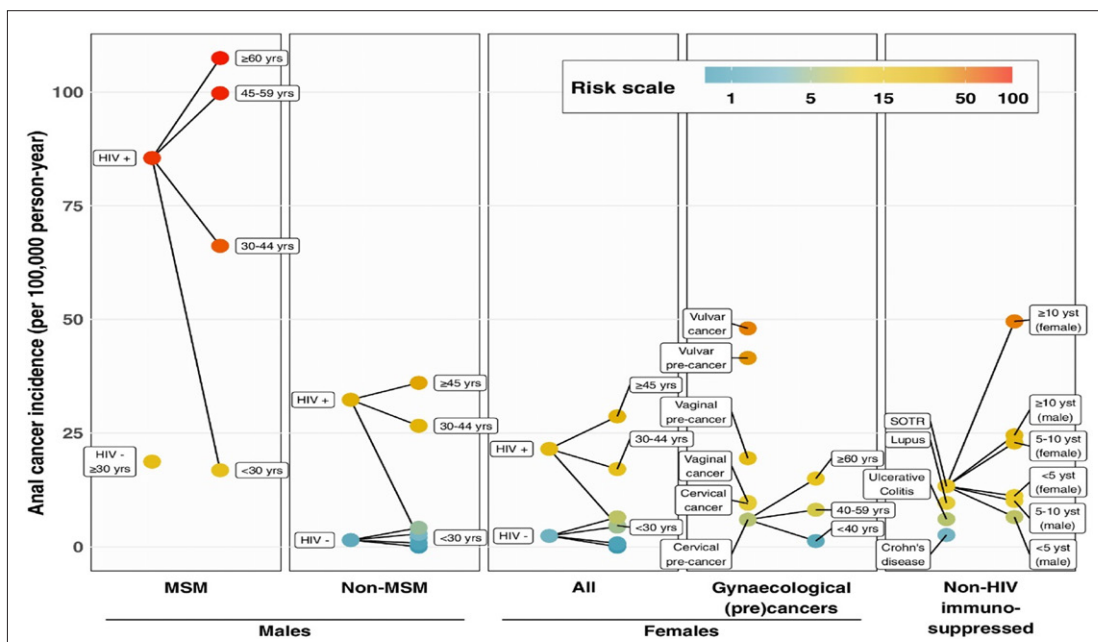 Anal cancer incidence (per 100,000 person-year)
100
75
50
25
0
Risk scale
1 5 15 50 100
≥60 yrs
45-59 yrs
HIV +
30-44 yrs
HIV -
≥30 yrs
<30 yrs
HIV +
≥45 yrs
30-44 yrs
HIV -
<30 yrs
HIV +
≥45 yrs
30-44 yrs
HIV -
<30 yrs
Vulvar
cancer
Vulvar
pre-cancer
Vaginal
pre-cancer
Vaginal
cancer
Cervical
cancer
Cervical
pre-cancer
≥60 yrs
40-59 yrs
<40 yrs
SOTR
Lupus
Ulcerative
Colitis
Crohn's
disease
≥10 yst
(female)
≥10 yst
(male)
5-10 yst
(female)
<5 yst
(female)
5-10 yst
(male)
<5 yst
(male)
MSM
Non-MSM
All
Gynaecological
(pre)cancers
Non-HIV
immuno-
suppressed
Males
Females